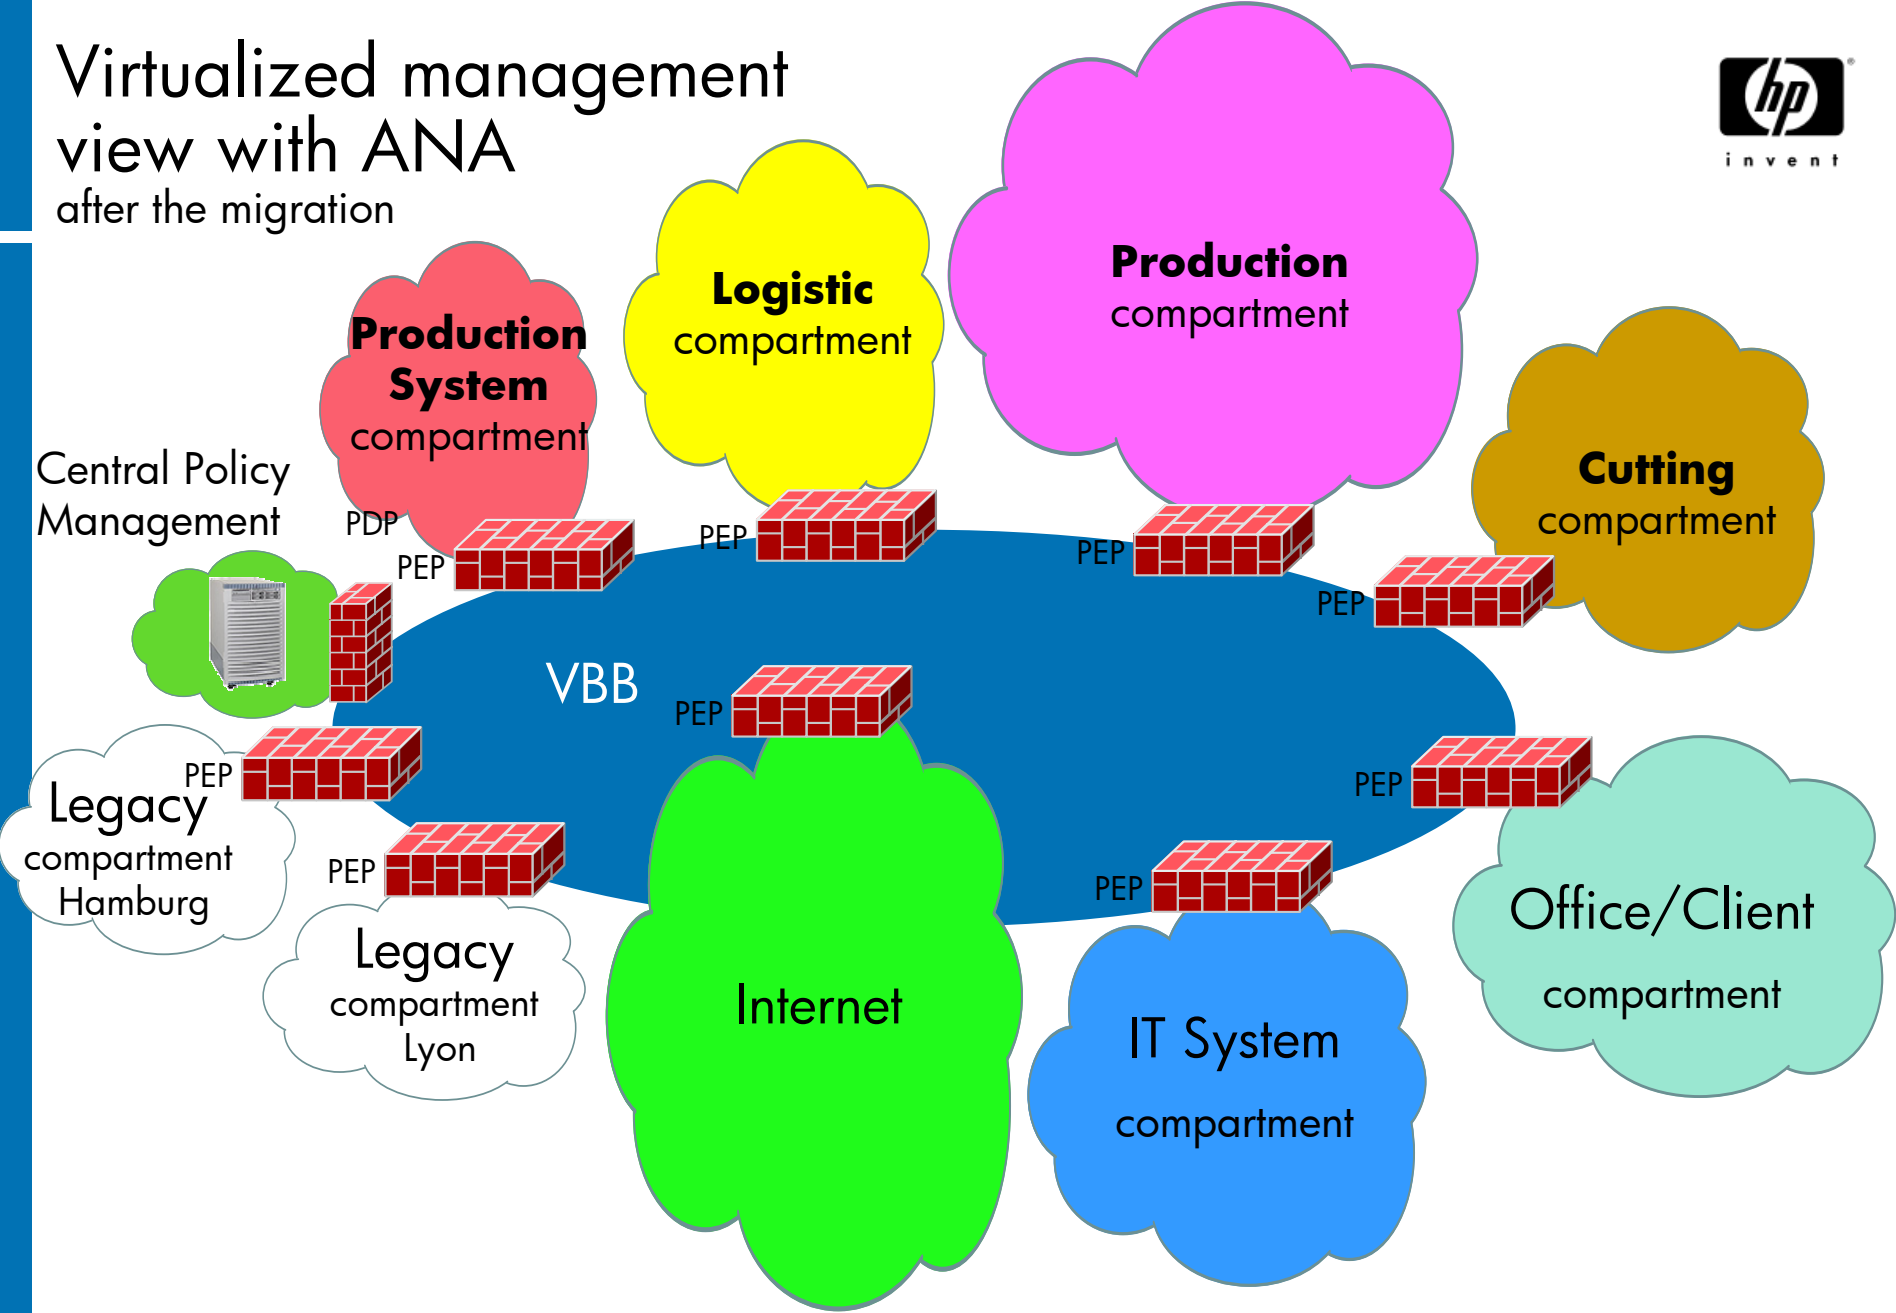 Virtualized management
view with ANA
after the migration
hp
®
invent
Production
compartment
Logistic
compartment
Production
System
compartment
Cutting
compartment
Central Policy
Management
PDP
PEP
PEP
PEP
PEP
VBB
PEP
PEP
PEP
PEP
PEP
Legacy
compartment
Hamburg
Legacy
compartment
Lyon
Internet
IT System
compartment
Office/Client
compartment